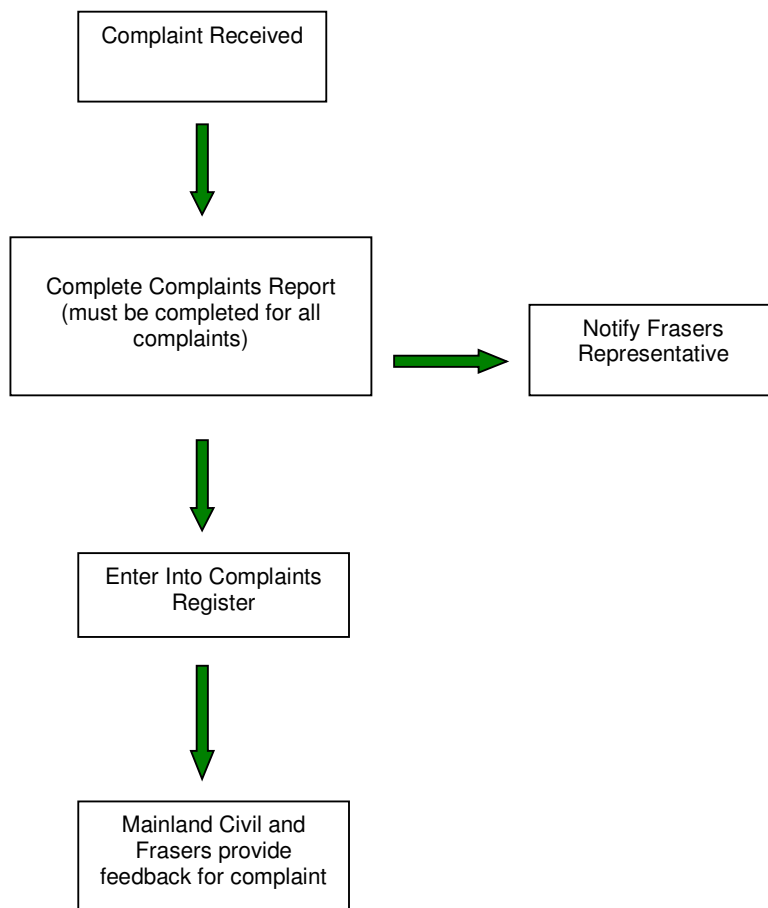 Complaint Received
Complete Complaints Report
(must be completed for all
complaints)
Notify Frasers
Representative
Enter Into Complaints
Register
Mainland Civil and
Frasers provide
feedback for complaint